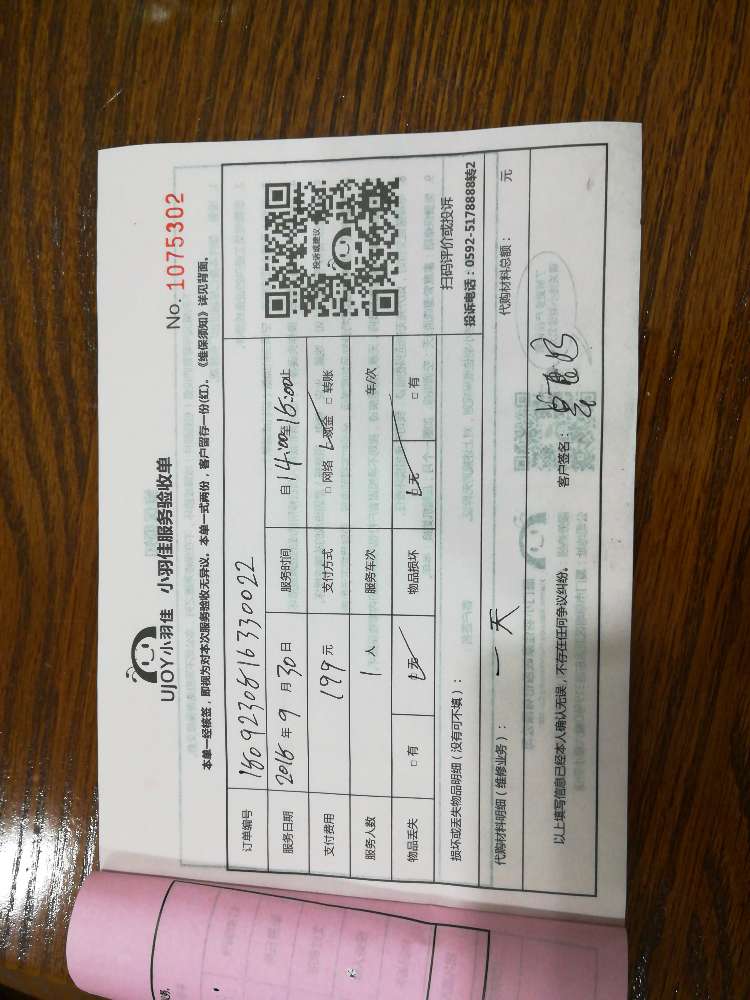 No. 1075302
UJOY小羽佳 小羽佳服务验收单
本单一经核签，即视为对本次服务验收无异议。本单一式两份，客户留存一份(红)。《维保须知》详见背面。
订单编号 1809230816330022
服务日期 2018年9月30日 服务时间 自14:00至16:00止
支付费用 199元 支付方式 □网络 □现金 □转账
服务人数 1人 服务车次 车/次
物品丢失 □有 □无 物品损坏 □无 □有
投诉或建议
扫码评价或投诉
投诉电话：0592-5178888转2
损坏或丢失物品明细（没有可不填）：
代购材料明细（维修业务）： 一天 代购材料总额： 元
以上填写信息已经本人确认无误，不存在任何争议纠纷。 客户签名：